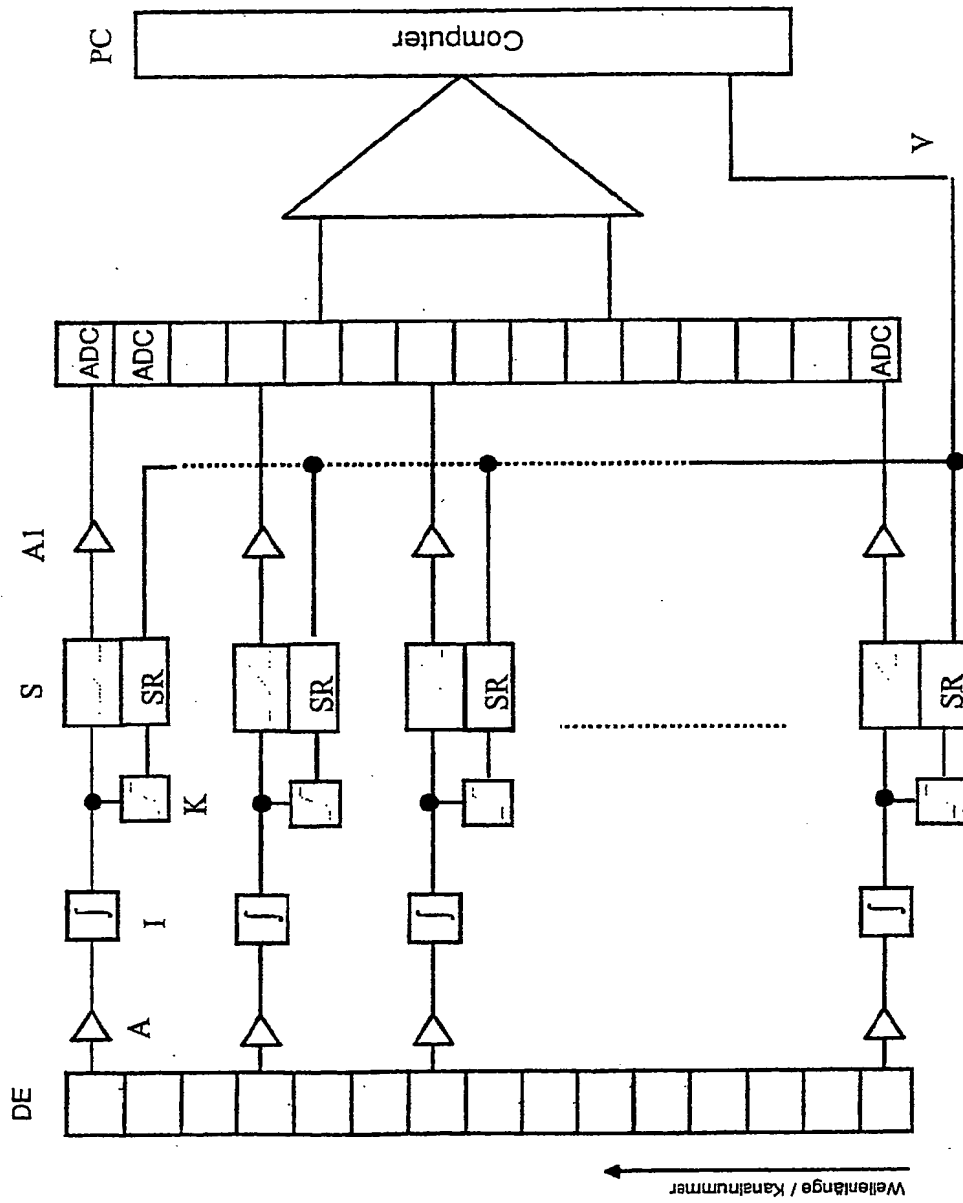 DE
A
I
K
S
A1
PC
V
SR
SR
SR
SR
ADC
ADC
ADC
Computer
Wellenlänge / Kanalnummer